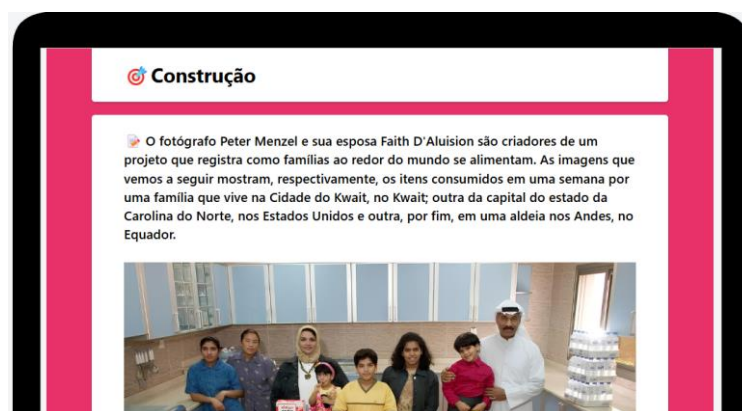 🎯 Construção
📝 O fotógrafo Peter Menzel e sua esposa Faith D'Aluision são criadores de um
projeto que registra como famílias ao redor do mundo se alimentam. As imagens que
vemos a seguir mostram, respectivamente, os itens consumidos em uma semana por
uma família que vive na Cidade do Kwait, no Kwait; outra da capital do estado da
Carolina do Norte, nos Estados Unidos e outra, por fim, em uma aldeia nos Andes, no
Equador.